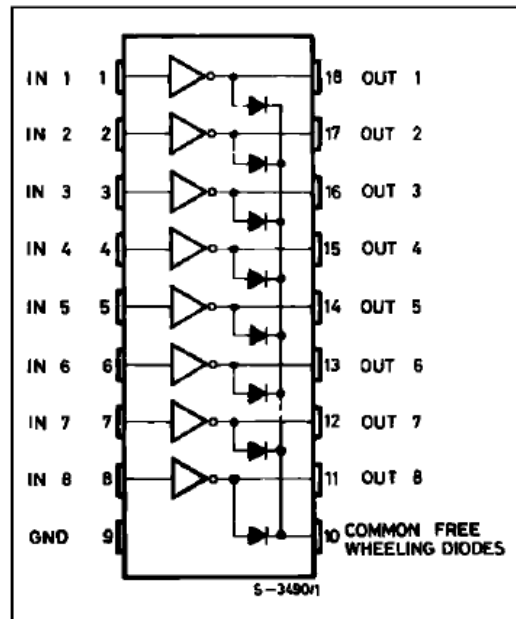 IN 1 1 18 OUT 1
IN 2 2 17 OUT 2
IN 3 3 16 OUT 3
IN 4 4 15 OUT 4
IN 5 5 14 OUT 5
IN 6 6 13 OUT 6
IN 7 7 12 OUT 7
IN 8 8 11 OUT 8
GND 9 10 COMMON FREE
WHEELING DIODES
S-3490/1